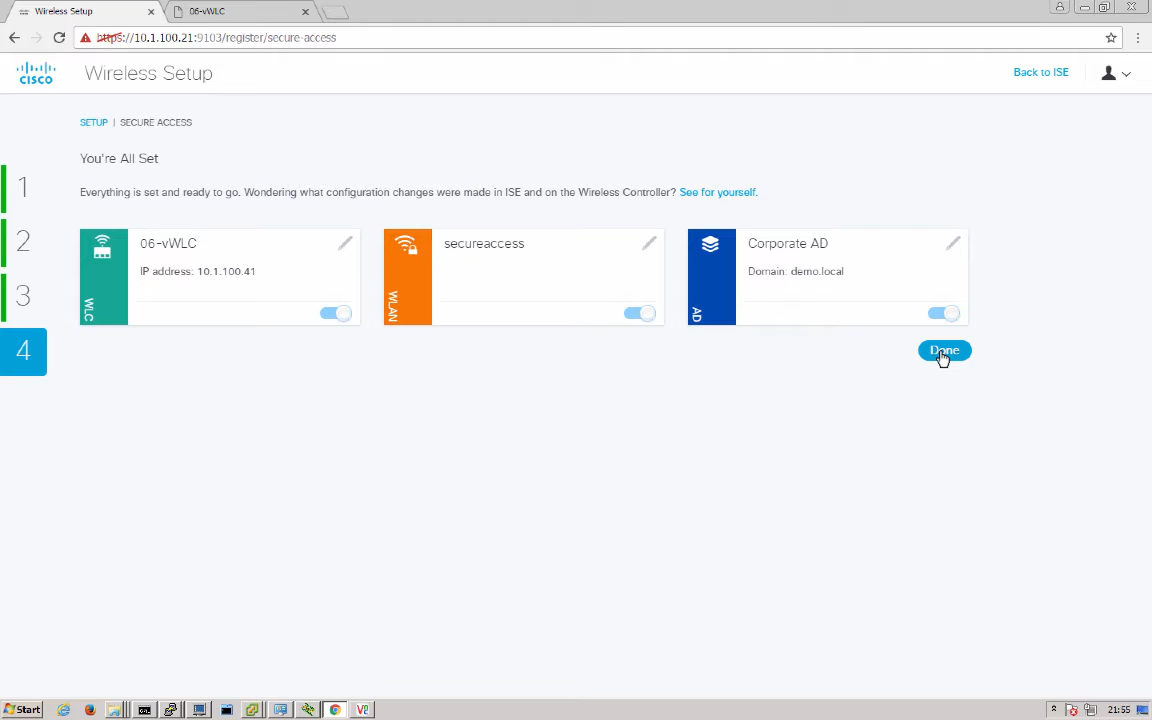 Wireless Setup
06-vWLC
https://10.1.100.21:9103/register/secure-access
CISCO
Wireless Setup
Back to ISE
SETUP | SECURE ACCESS
You're All Set
Everything is set and ready to go. Wondering what configuration changes were made in ISE and on the Wireless Controller? See for yourself.
1
2
3
4
WLC
06-vWLC
IP address: 10.1.100.41
WLAN
secureaccess
AD
Corporate AD
Domain: demo.local
Done
Start
21:55